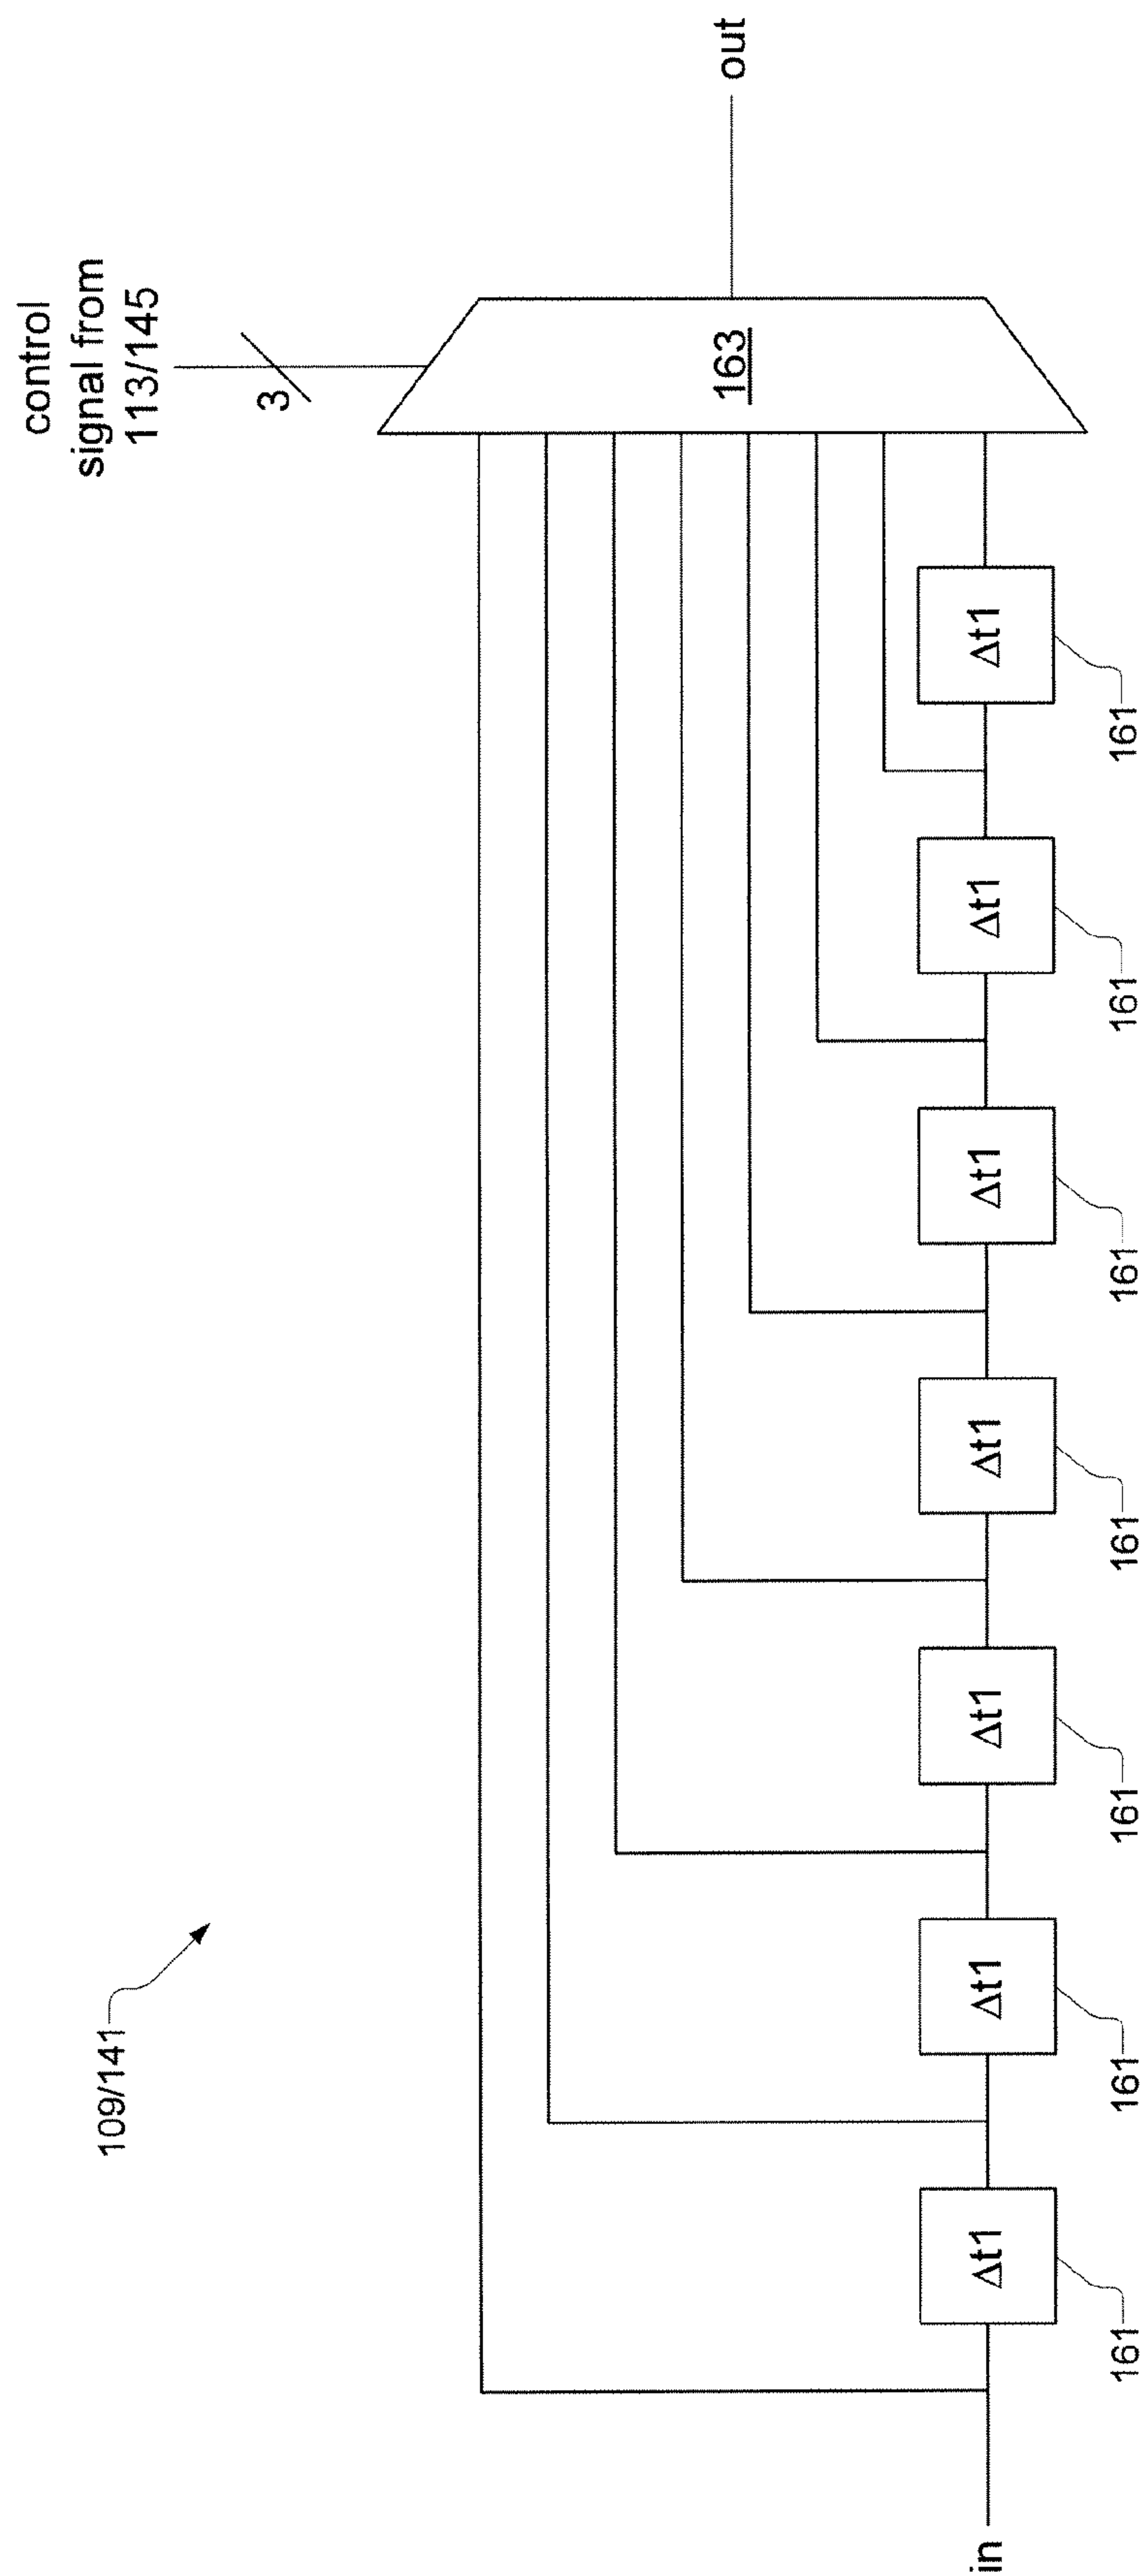 control
signal from
113/145
3
109/141
163
out
in
Δt1
Δt1
Δt1
Δt1
Δt1
Δt1
Δt1
161
161
161
161
161
161
161